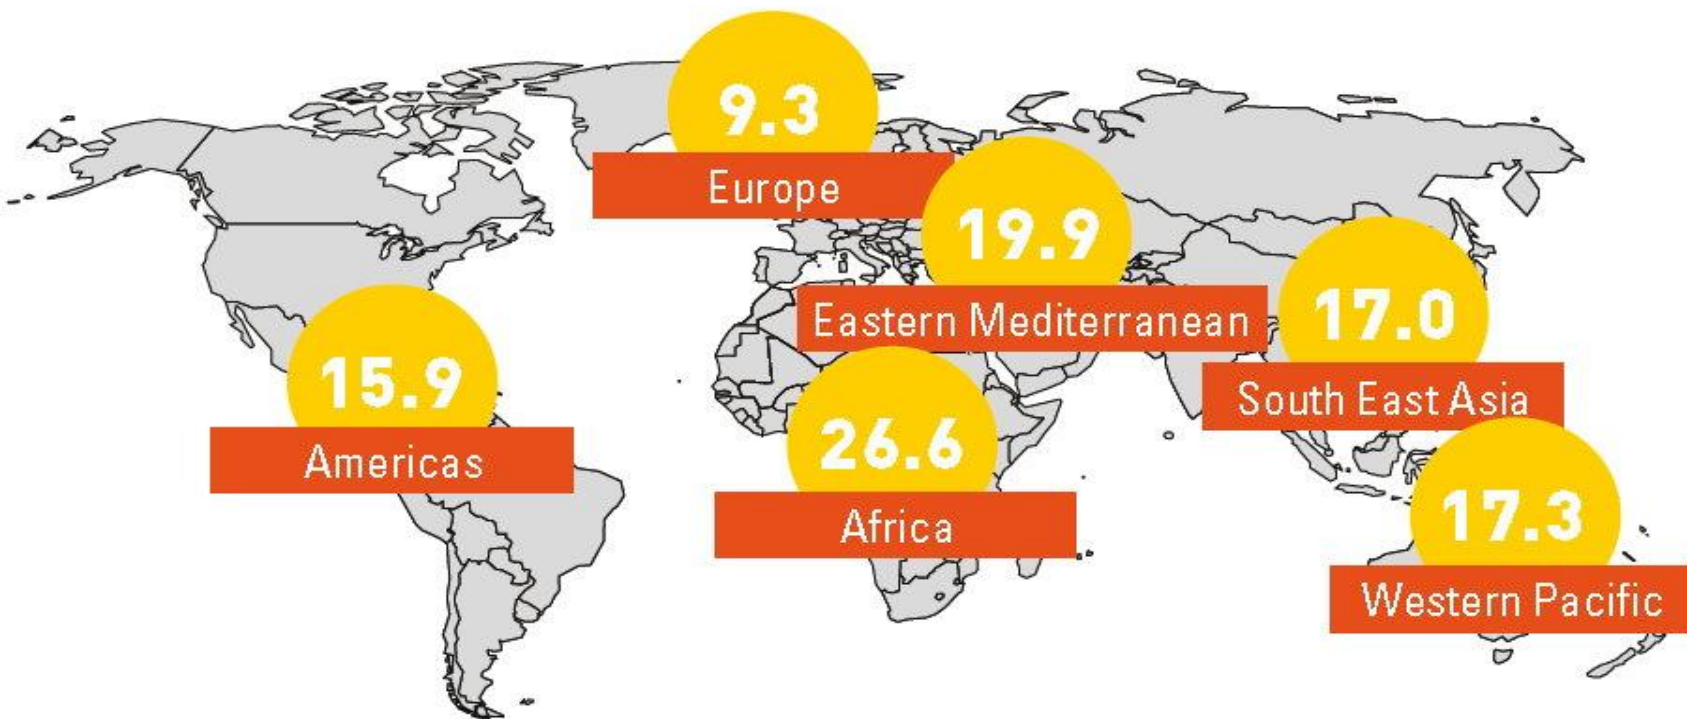 9.3
Europe
19.9
Eastern Mediterranean
17.0
South East Asia
15.9
Americas
26.6
Africa
17.3
Western Pacific